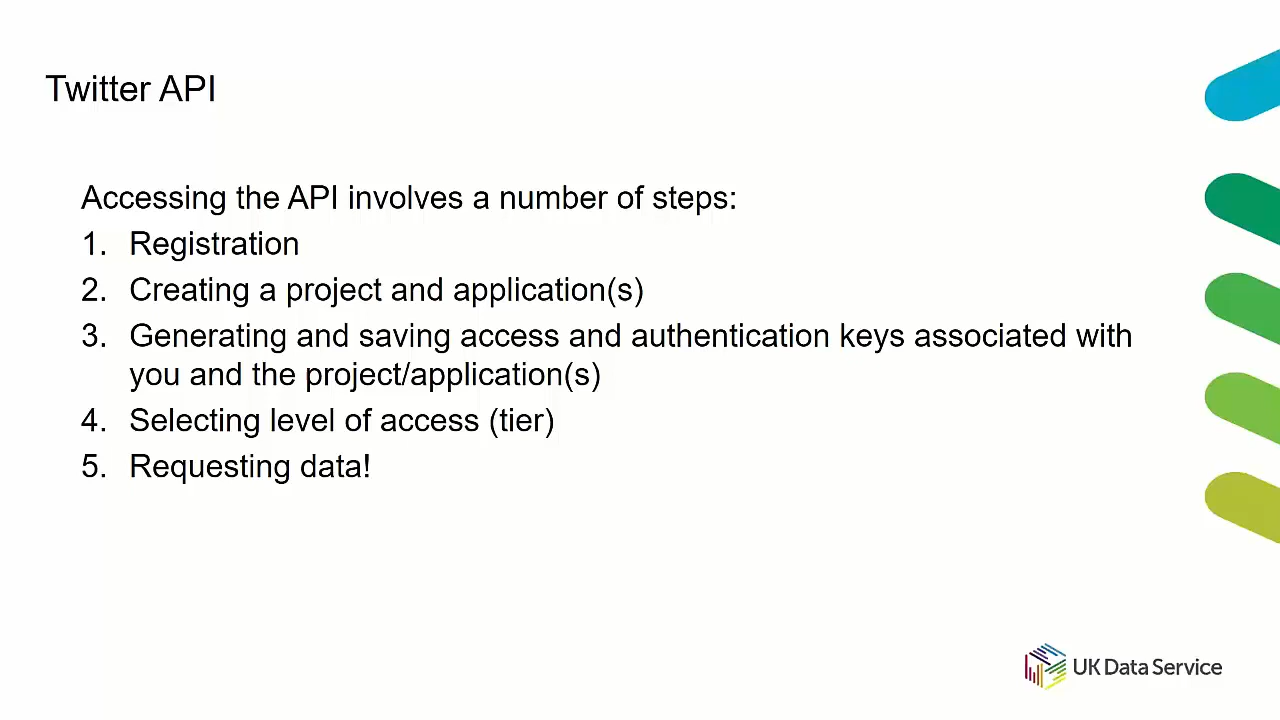 Twitter API
Accessing the API involves a number of steps:
1. Registration
2. Creating a project and application(s)
3. Generating and saving access and authentication keys associated with
you and the project/application(s)
4. Selecting level of access (tier)
5. Requesting data!
UK Data Service